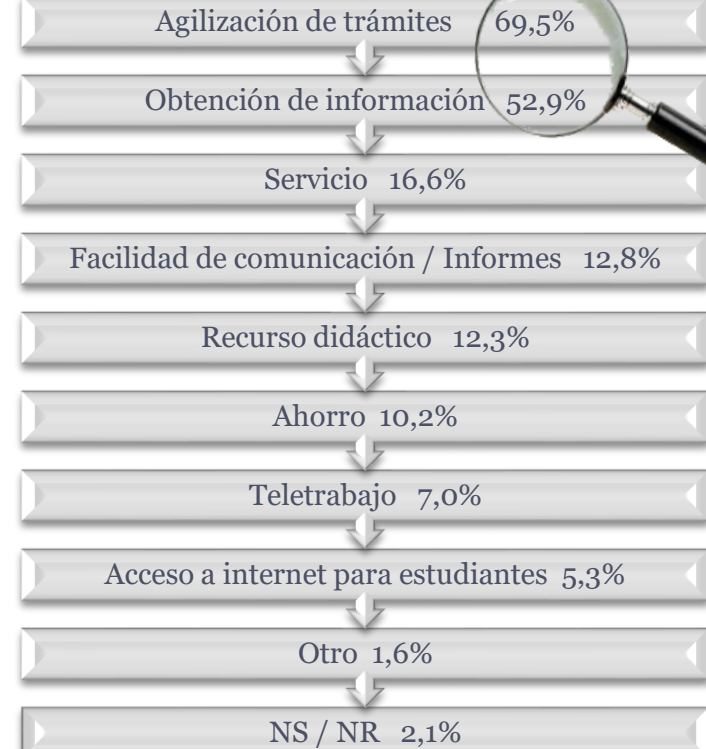 Agilización de trámites 69,5%
Obtención de información 52,9%
Servicio 16,6%
Facilidad de comunicación / Informes 12,8%
Recurso didáctico 12,3%
Ahorro 10,2%
Teletrabajo 7,0%
Acceso a internet para estudiantes 5,3%
Otro 1,6%
NS / NR 2,1%